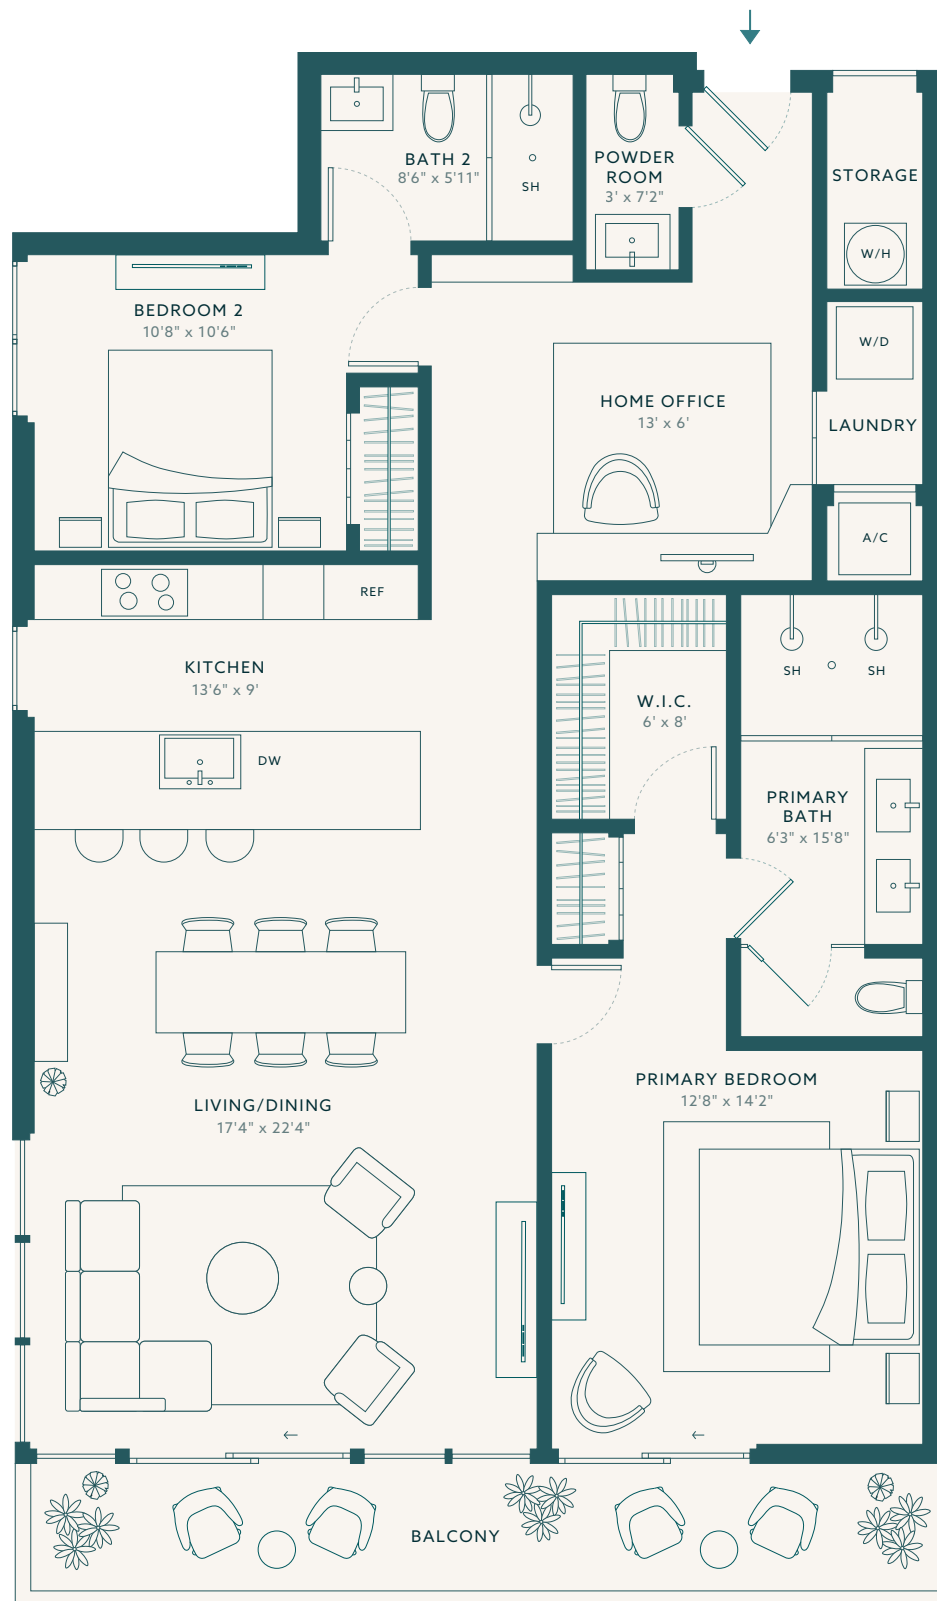 BATH 2
8'6" x 5'11"
SH
POWDER
ROOM
3' x 7'2"
STORAGE
W/H
BEDROOM 2
10'8" x 10'6"
W/D
HOME OFFICE
13' x 6'
LAUNDRY
A/C
REF
KITCHEN
13'6" x 9'
SH
SH
W.I.C.
6' x 8'
DW
PRIMARY
BATH
6'3" x 15'8"
PRIMARY BEDROOM
12'8" x 14'2"
LIVING/DINING
17'4" x 22'4"
BALCONY